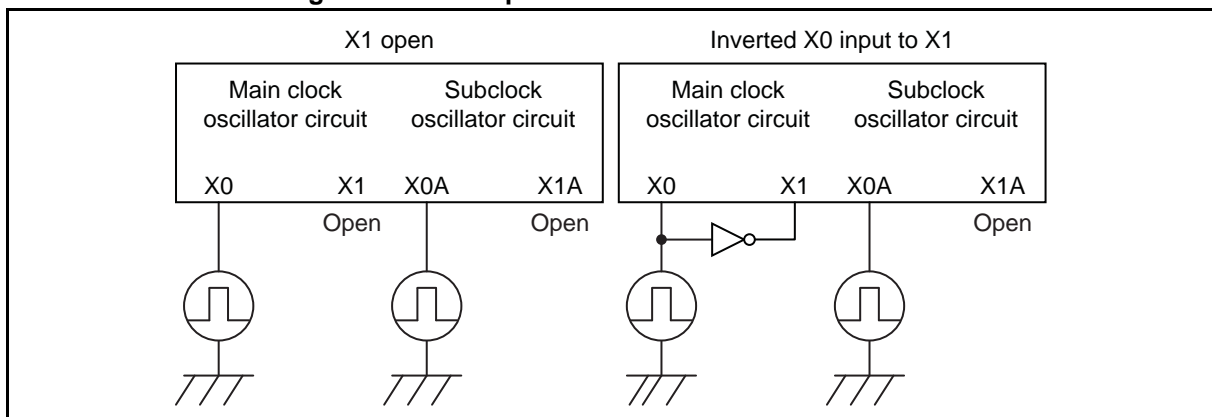 X1 open
Main clock
oscillator circuit
Subclock
oscillator circuit
X0 X1 X0A X1A
Open Open
Inverted X0 input to X1
Main clock
oscillator circuit
Subclock
oscillator circuit
X0 X1 X0A X1A
Open